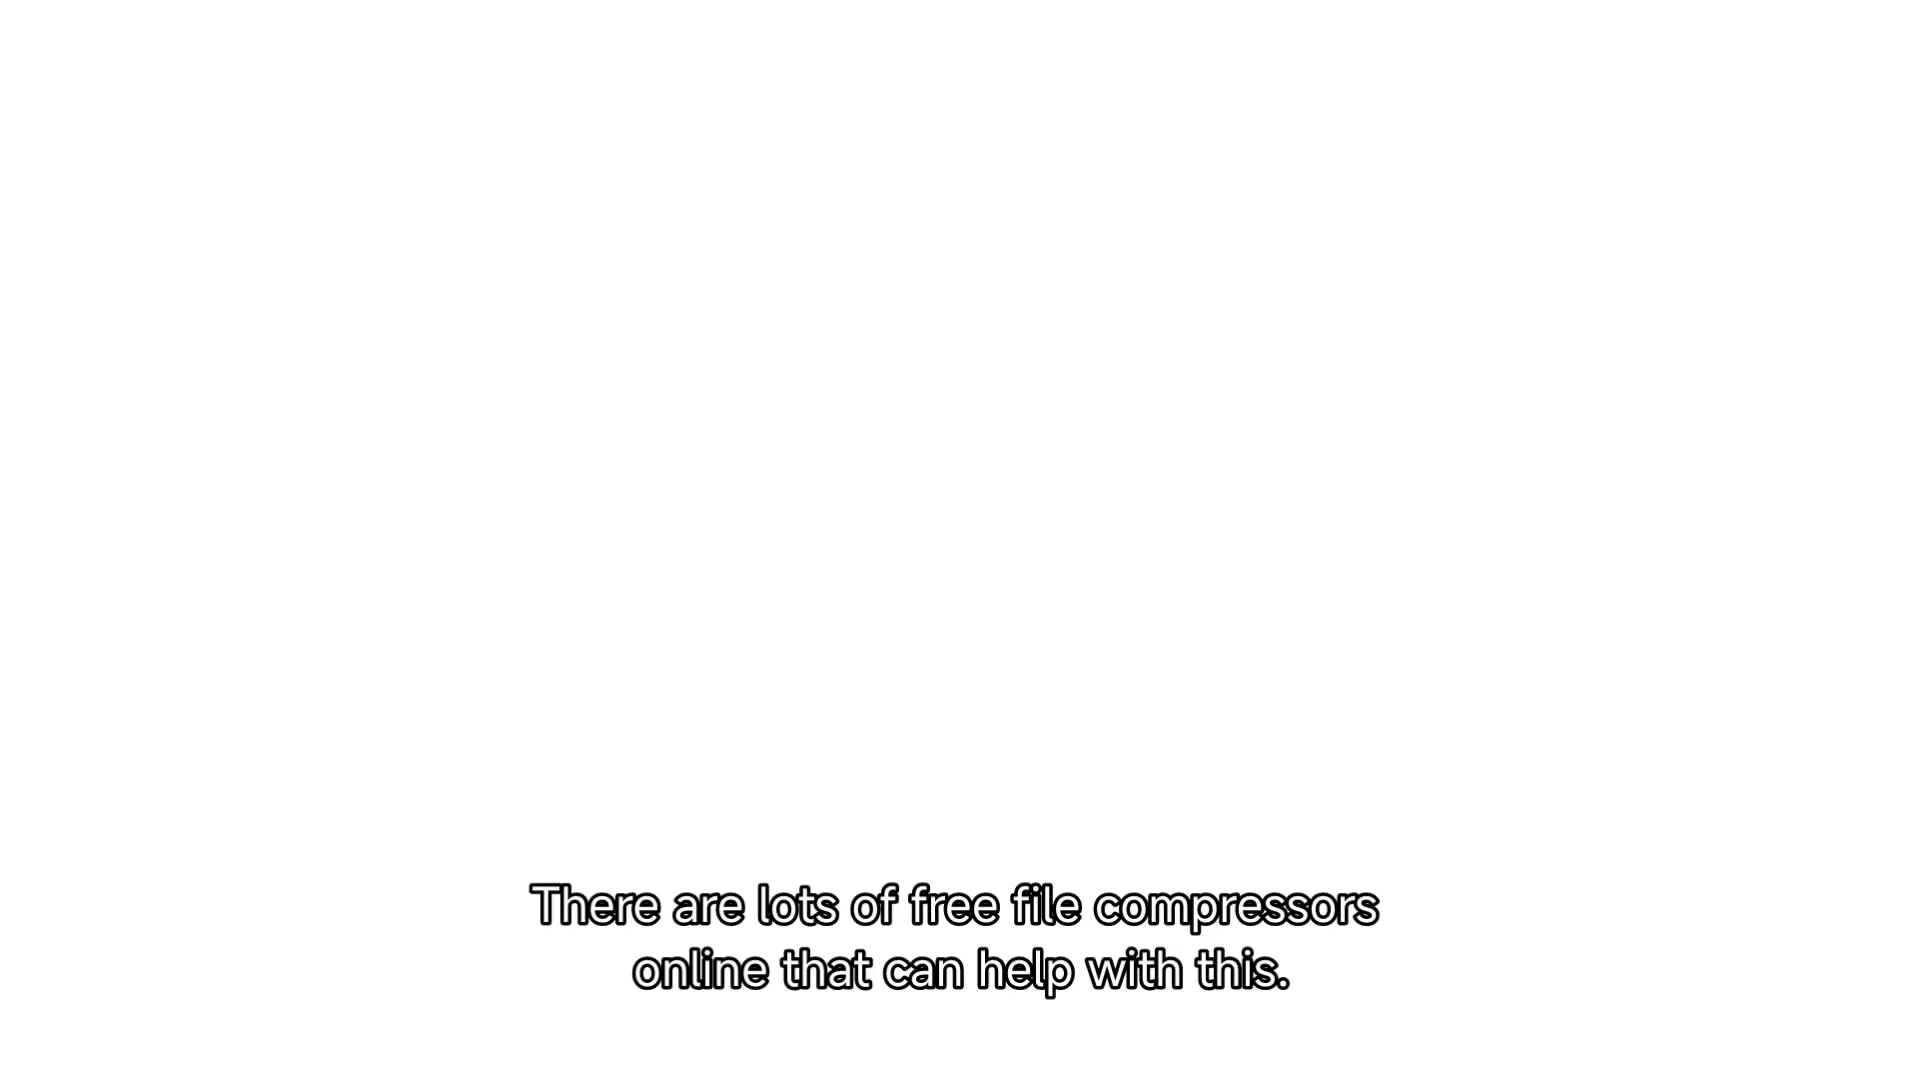 There are lots of free file compressors
online that can help with this.